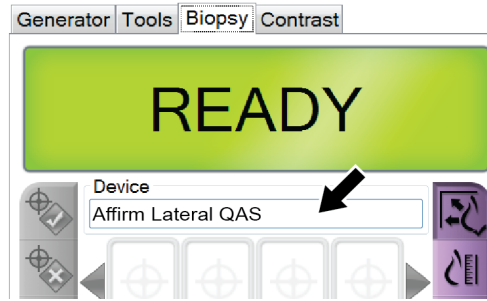 Generator Tools Biopsy Contrast
READY
Device
Affirm Lateral QAS